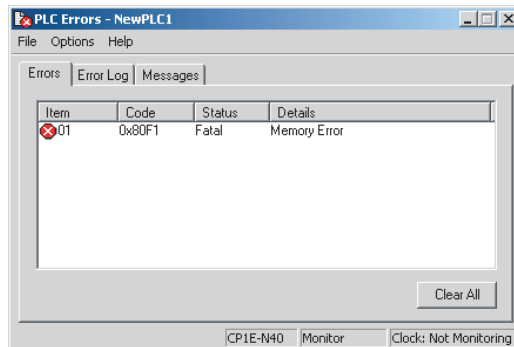 PLC Errors - NewPLC1
File Options Help
Errors Error Log Messages
Item Code Status Details
01 0x80F1 Fatal Memory Error
Clear All
CP1E-N40 Monitor Clock: Not Monitoring